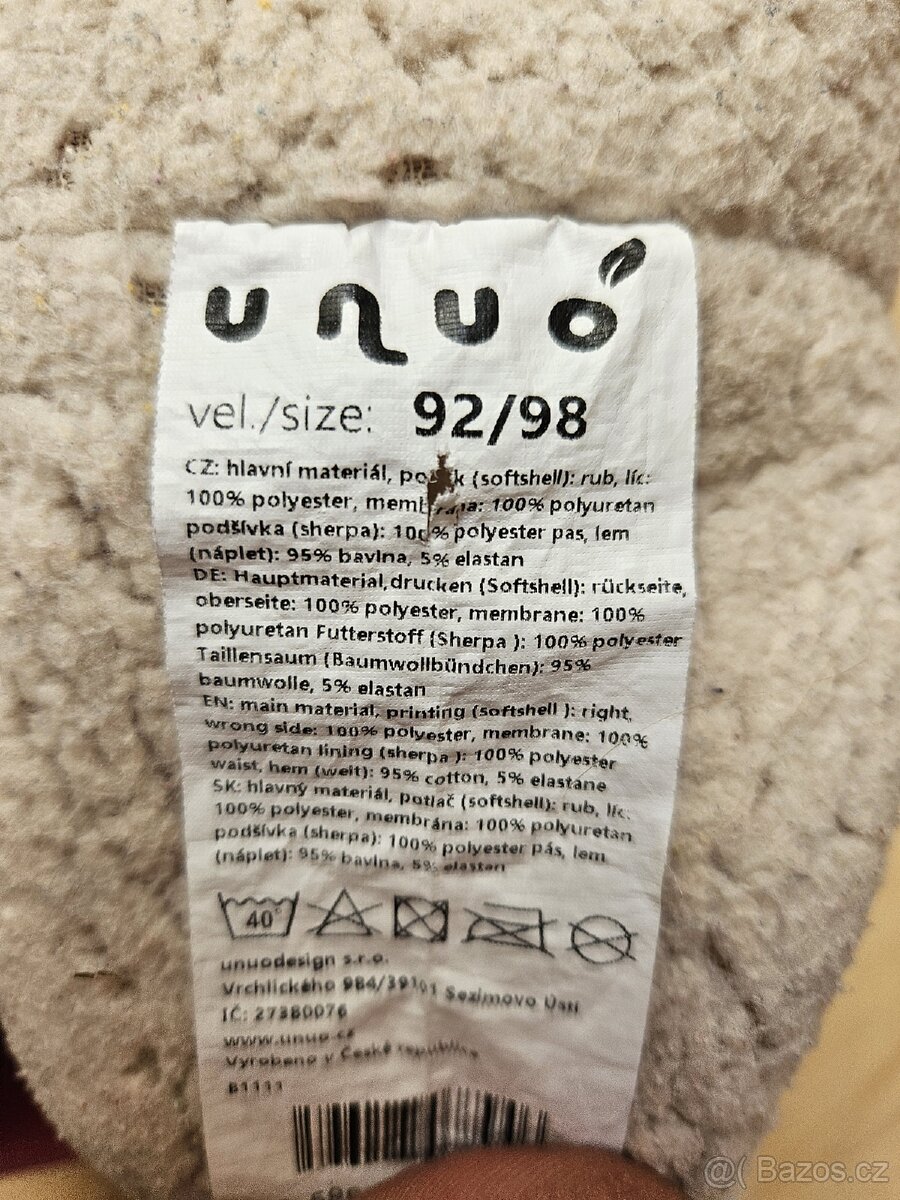 unuo
vel./size: 92/98
CZ: hlavní materiál, (softshell): rub, líc:
100% polyester, 100% polyuretan
podšívka (sherpa): 100% polyester pas, lem
(náplet): 95% bavlna, 5% elastan
DE: Hauptmaterial,drucken (Softshell): rückseite,
oberseite: 100% polyester, membrane: 100%
polyuretan Futterstoff (Sherpa ): 100% polyester
Taillensaum (Baumwollbündchen): 95%
baumwolle, 5% elastan
EN: main material, printing (softshell ): right,
wrong side: 100% polyester, membrane: 100%
polyuretan lining (sherpa ): 100% polyester
waist, hem (welt): 95% cotton, 5% elastane
SK: hlavný materiál, potlač (softshell): rub, líc:
100% polyester, membrána: 100% polyuretan
podšívka (sherpa): 100% polyester pás, lem
(náplet): 95% bavlna, 5% elastan
40°
unuodesign s.r.o.
Vrchlického 984/39101 Sezimovo Ústí
IČ: 27380076
www.unuo.cz
Vyrobeno v České republice
B1111
@( Bazos.cz